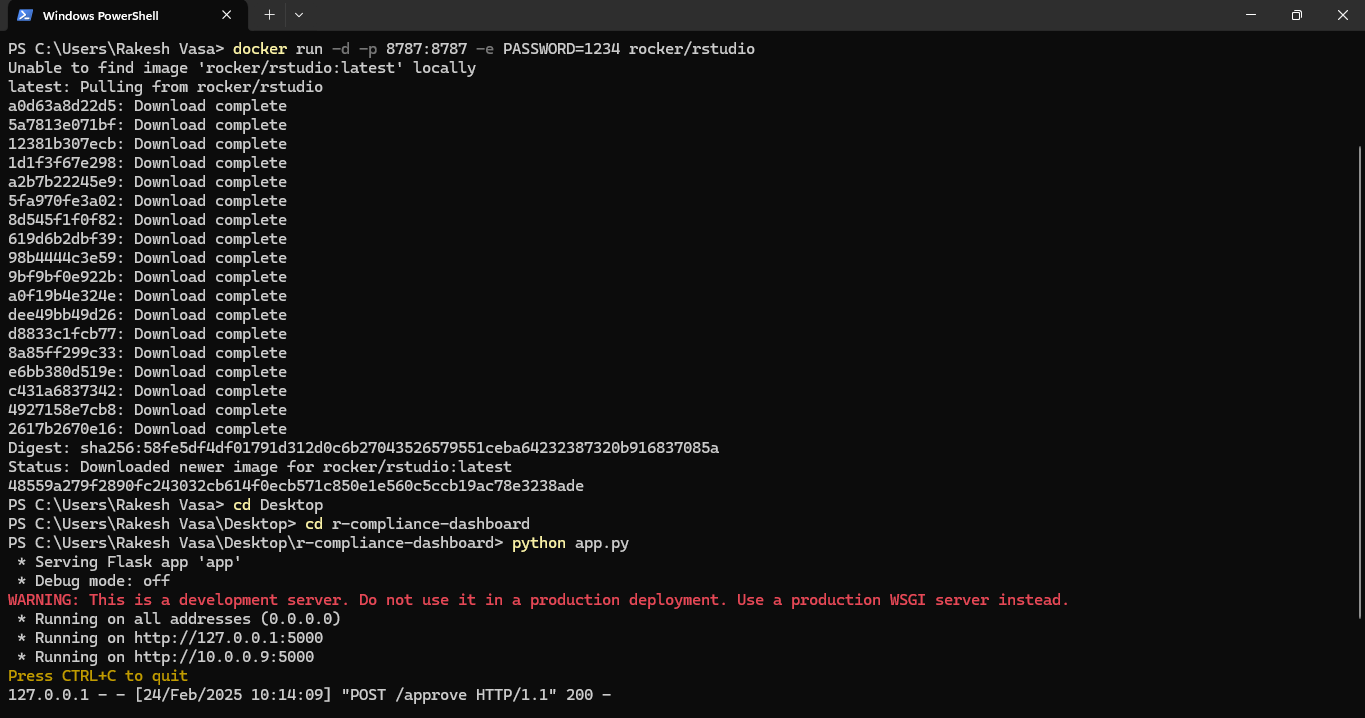 Windows PowerShell
PS C:\Users\Rakesh Vasa> docker run -d -p 8787:8787 -e PASSWORD=1234 rocker/rstudio
Unable to find image 'rocker/rstudio:latest' locally
latest: Pulling from rocker/rstudio
a0d63a8d22d5: Download complete
5a7813e071bf: Download complete
12381b307ecb: Download complete
1d1f3f67e298: Download complete
a2b7b22245e9: Download complete
5fa970fe3a02: Download complete
8d545f1f0f82: Download complete
619d6b2dbf39: Download complete
98b4444c3e59: Download complete
9bf9bf0e922b: Download complete
a0f19b4e324e: Download complete
dee49bb49d26: Download complete
d8833c1fcb77: Download complete
8a85ff299c33: Download complete
e6bb380d519e: Download complete
c431a6837342: Download complete
4927158e7cb8: Download complete
2617b2670e16: Download complete
Digest: sha256:58fe5df4df01791d312d0c6b27043526579551ceba64232387320b916837085a
Status: Downloaded newer image for rocker/rstudio:latest
48559a279f2890fc243032cb614f0ecb571c850e1e560c5ccb19ac78e3238ade
PS C:\Users\Rakesh Vasa> cd Desktop
PS C:\Users\Rakesh Vasa\Desktop> cd r-compliance-dashboard
PS C:\Users\Rakesh Vasa\Desktop\r-compliance-dashboard> python app.py
 * Serving Flask app 'app'
 * Debug mode: off
WARNING: This is a development server. Do not use it in a production deployment. Use a production WSGI server instead.
 * Running on all addresses (0.0.0.0)
 * Running on http://127.0.0.1:5000
 * Running on http://10.0.0.9:5000
Press CTRL+C to quit
127.0.0.1 - - [24/Feb/2025 10:14:09] "POST /approve HTTP/1.1" 200 -